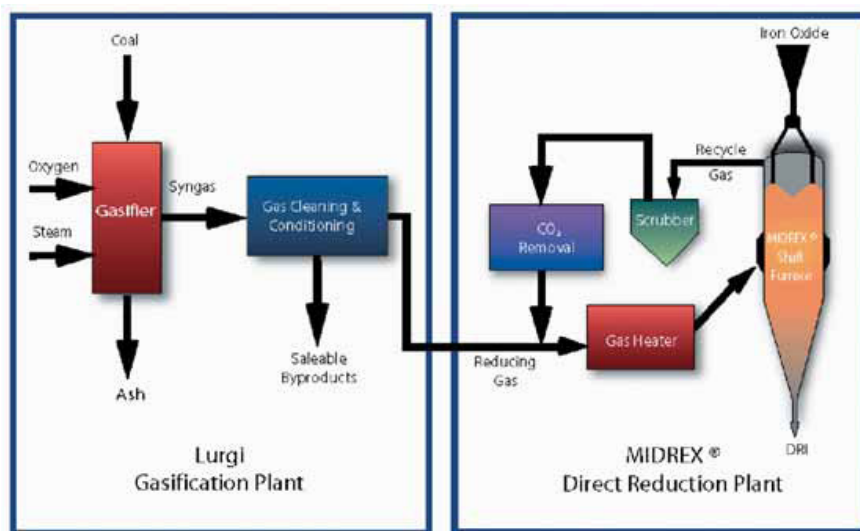 Coal
Oxygen
Steam
Gasifier
Syngas
Gas Cleaning &
Conditioning
Saleable
Byproducts
Ash
Lurgi
Gasification Plant
Iron Oxide
Recycle
Gas
CO₂
Removal
Scrubber
MIDREX ®
Shaft
Furnace
Gas Heater
Reducing
Gas
DRI
MIDREX ®
Direct Reduction Plant